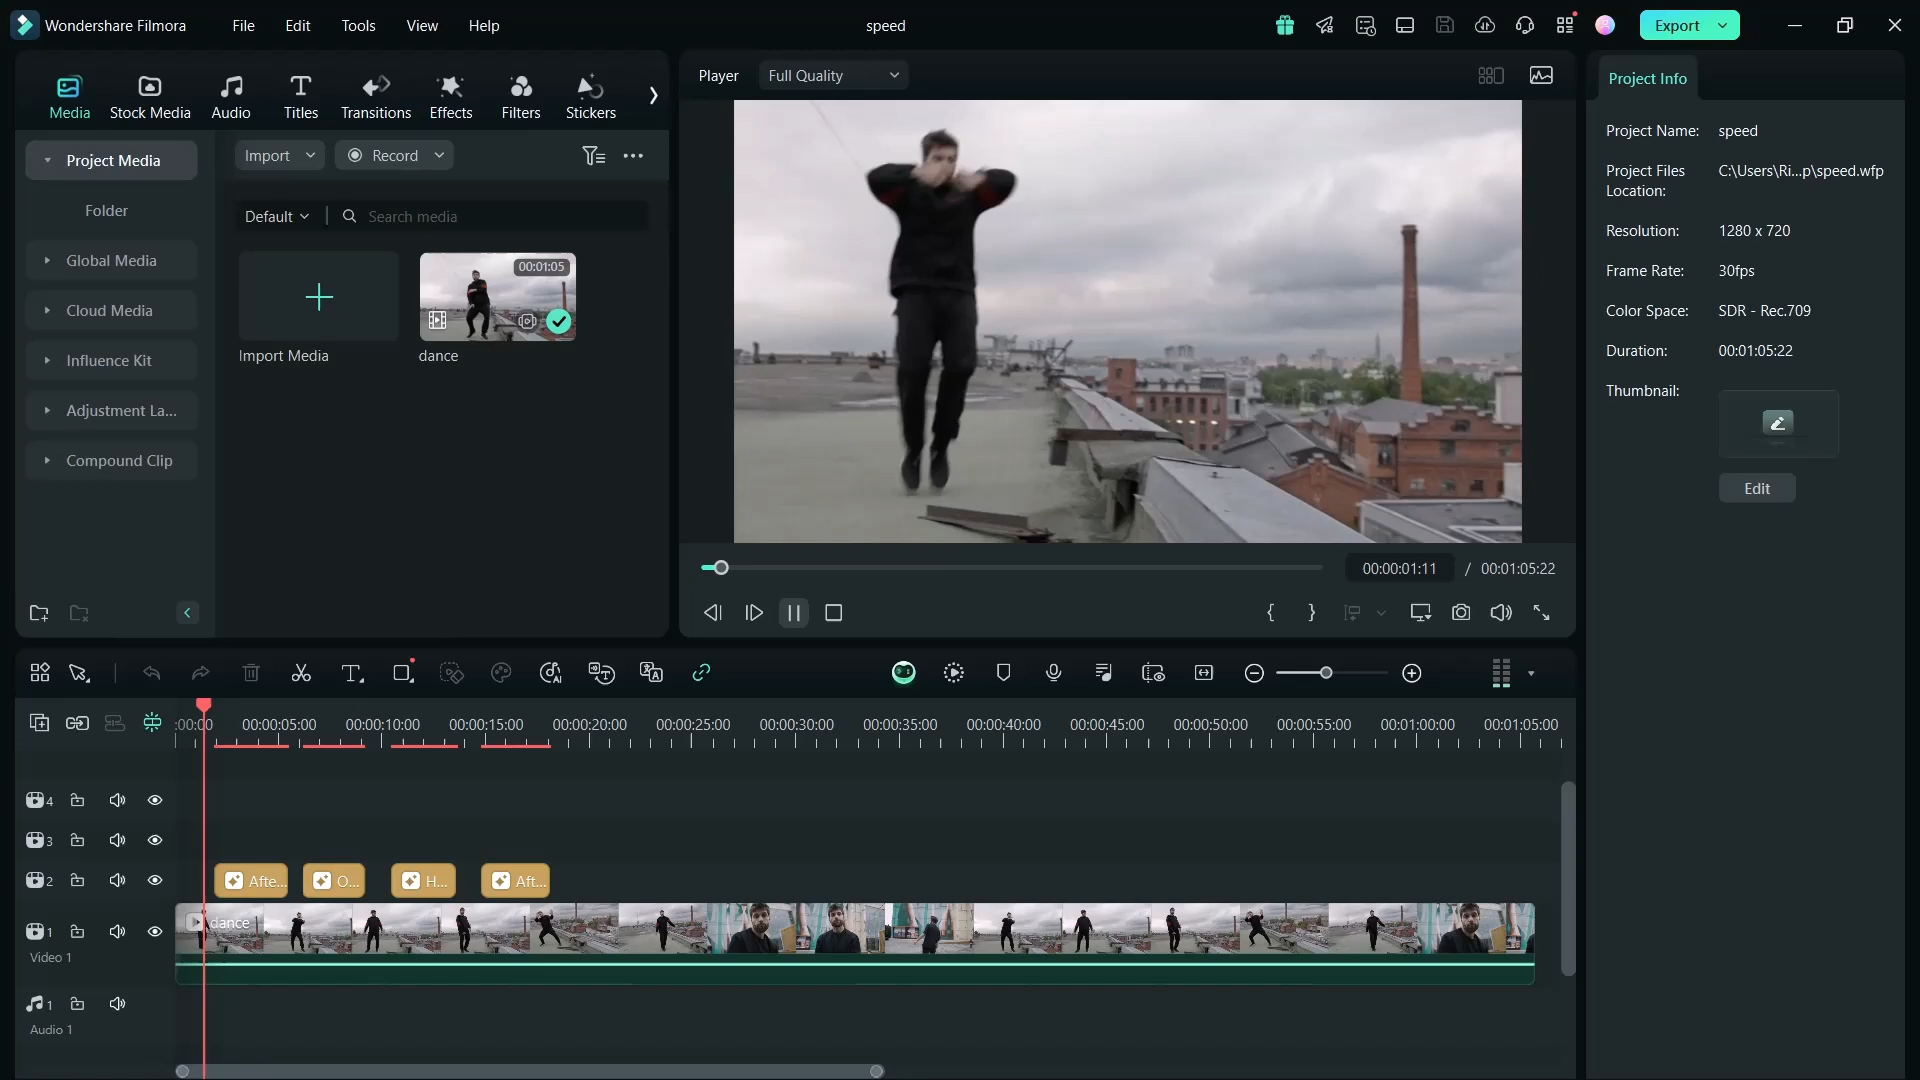 Wondershare Filmora
File
Edit
Tools
View
Help
speed
Export
Media
Stock Media
Audio
Titles
Transitions
Effects
Filters
Stickers
Project Media
Folder
Global Media
Cloud Media
Influence Kit
Adjustment La...
Compound Clip
Import
Record
Default
Search media
Import Media
00:01:05
dance
Player
Full Quality
00:00:01:11 / 00:01:05:22
Project Info
Project Name: speed
Project Files Location: C:\Users\Ri...p\speed.wfp
Resolution: 1280 x 720
Frame Rate: 30fps
Color Space: SDR - Rec.709
Duration: 00:01:05:22
Thumbnail:
Edit
:00:00 00:00:05:00 00:00:10:00 00:00:15:00 00:00:20:00 00:00:25:00 00:00:30:00 00:00:35:00 00:00:40:00 00:00:45:00 00:00:50:00 00:00:55:00 00:01:00:00 00:01:05:00
4
3
2
Afte...
O...
H...
Aft...
1
dance
Video 1
1
Audio 1